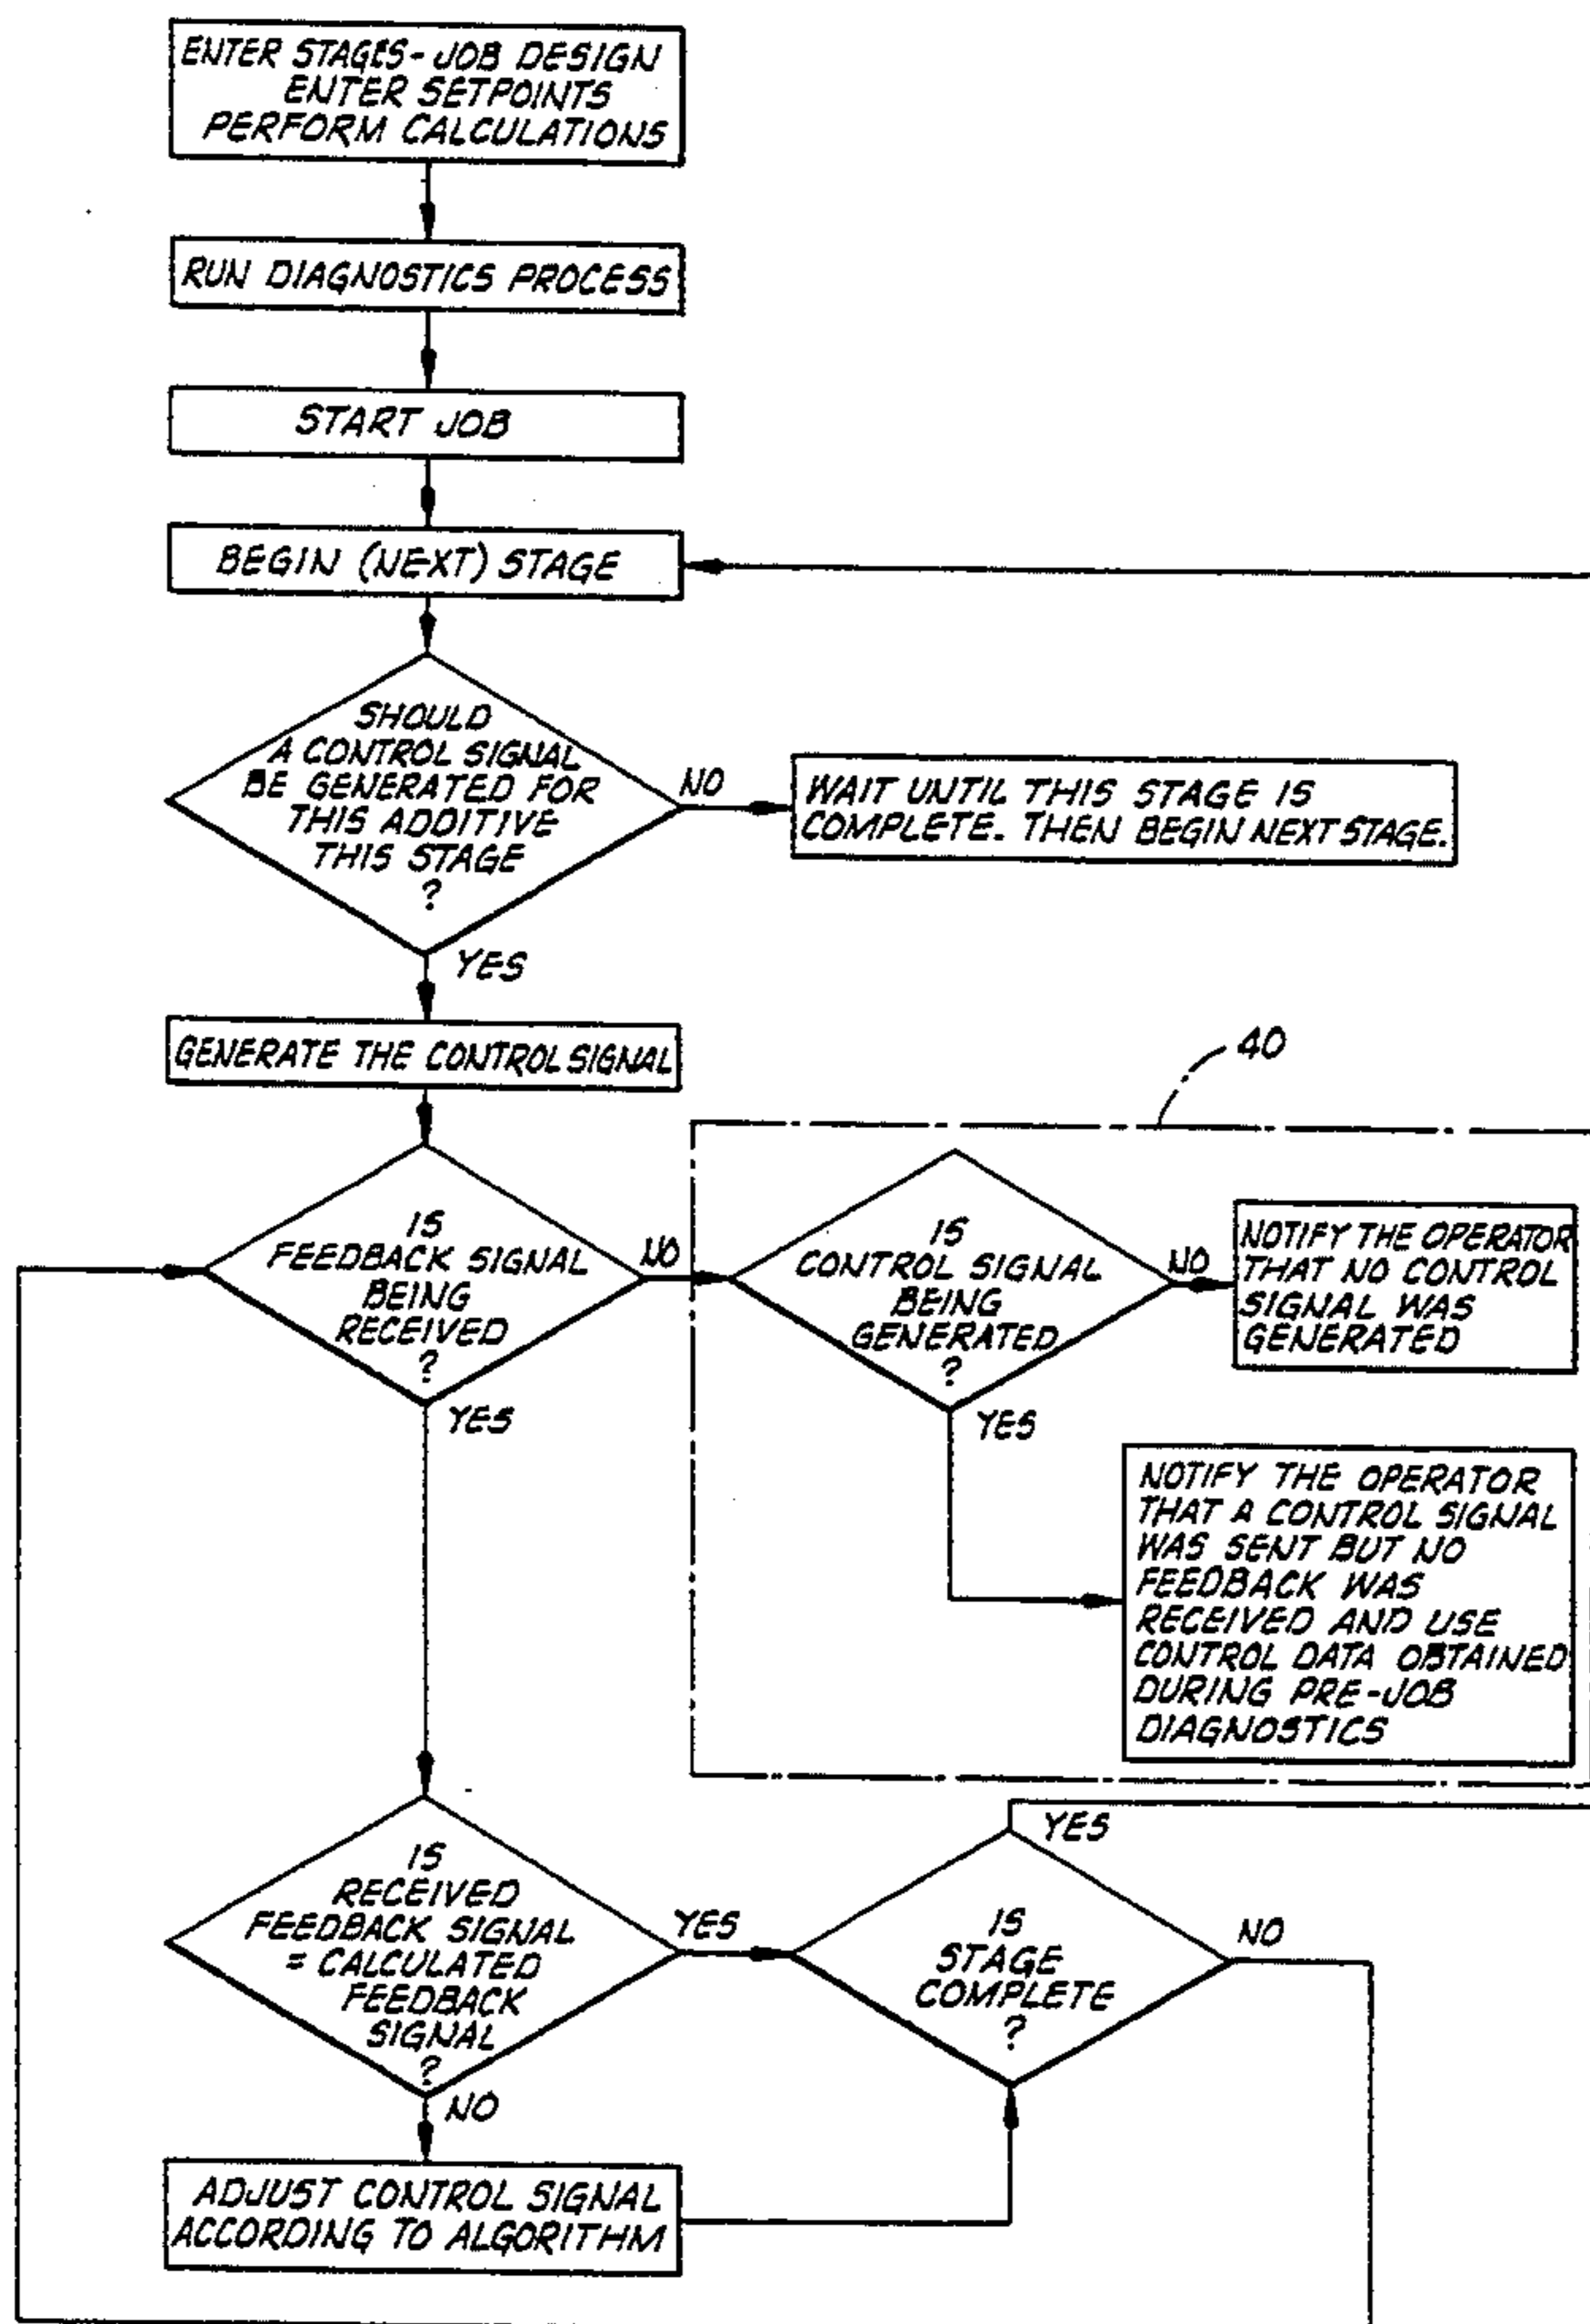 ENTER STAGES-JOB DESIGN
ENTER SETPOINTS
PERFORM CALCULATIONS
RUN DIAGNOSTICS PROCESS
START JOB
BEGIN (NEXT) STAGE
SHOULD
A CONTROL SIGNAL
BE GENERATED FOR
THIS ADDITIVE
THIS STAGE
?
NO
WAIT UNTIL THIS STAGE IS
COMPLETE. THEN BEGIN NEXT STAGE.
YES
GENERATE THE CONTROL SIGNAL
40
IS
FEEDBACK SIGNAL
BEING
RECEIVED
?
NO
IS
CONTROL SIGNAL
BEING
GENERATED
?
NO
NOTIFY THE OPERATOR
THAT NO CONTROL
SIGNAL WAS
GENERATED
YES
YES
NOTIFY THE OPERATOR
THAT A CONTROL SIGNAL
WAS SENT BUT NO
FEEDBACK WAS
RECEIVED AND USE
CONTROL DATA OBTAINED
DURING PRE-JOB
DIAGNOSTICS
IS
RECEIVED
FEEDBACK SIGNAL
= CALCULATED
FEEDBACK
SIGNAL
?
YES
YES
IS
STAGE
COMPLETE
?
NO
NO
ADJUST CONTROL SIGNAL
ACCORDING TO ALGORITHM